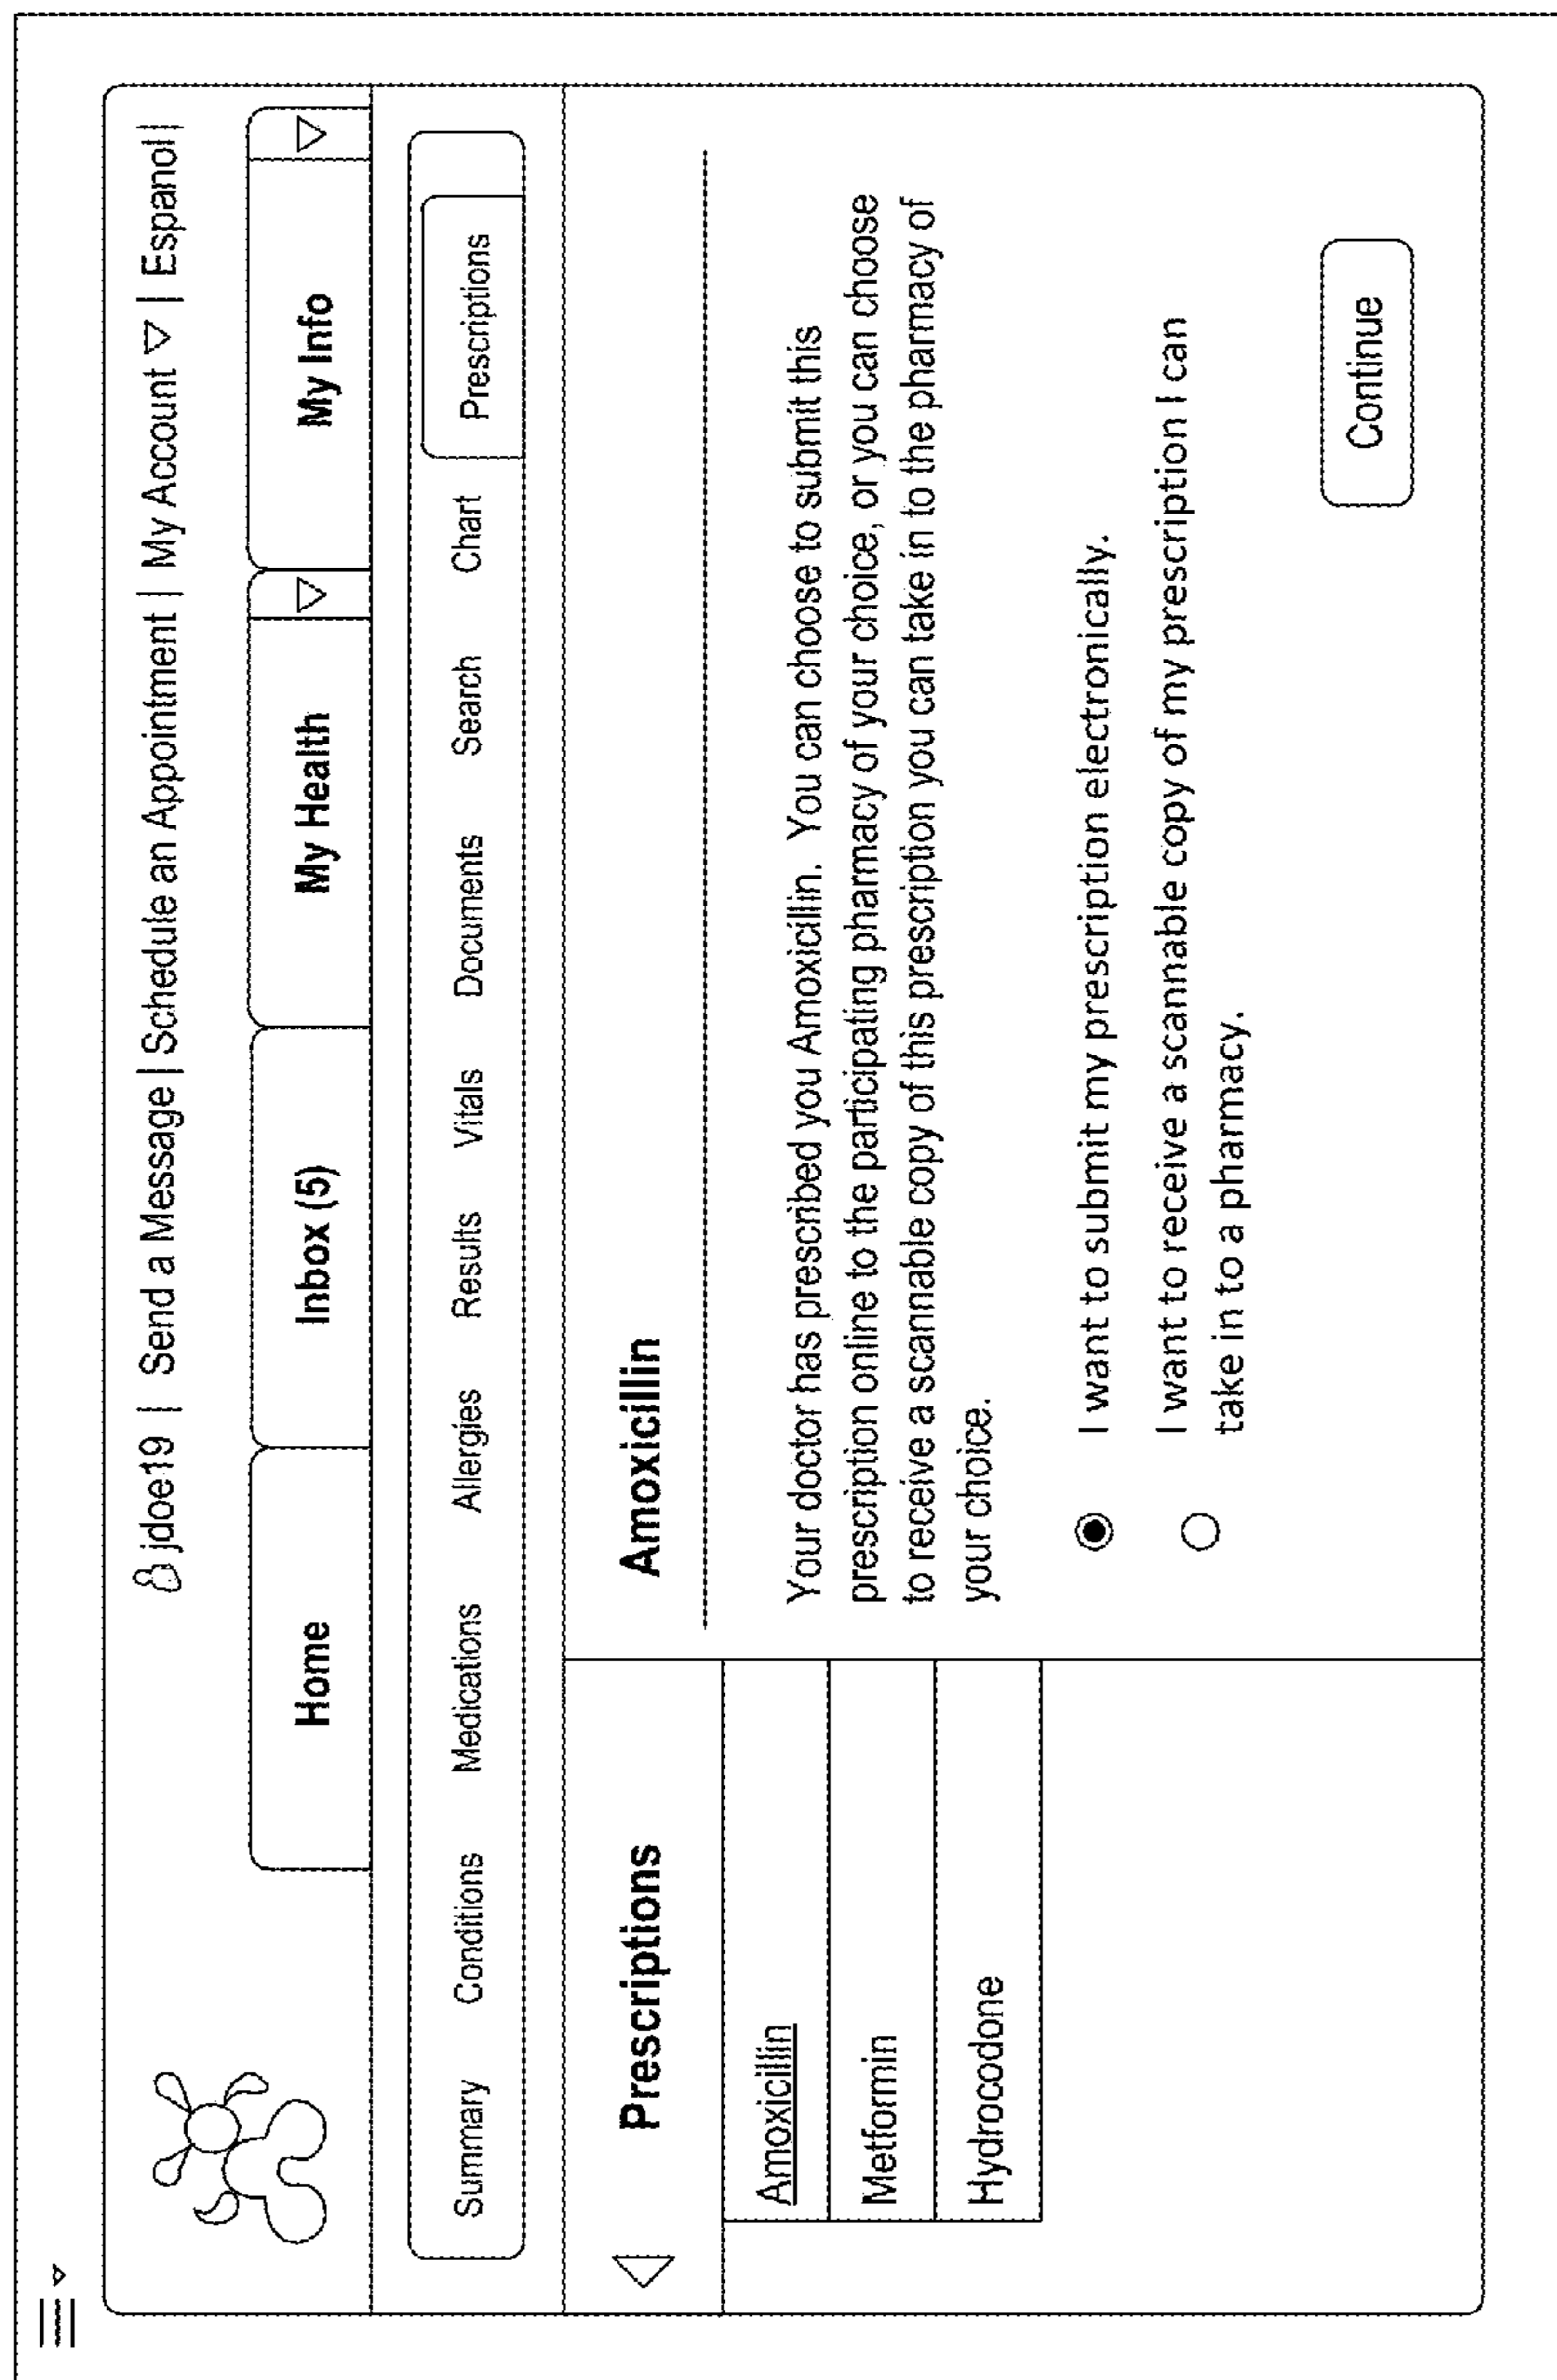 jdoe19 | Send a Message | Schedule an Appointment | My Account ▽ | Espanol |
Home Inbox (5) My Health ▽ My Info ▽
Summary Conditions Medications Allergies Results Vitals Documents Search Chart Prescriptions
Prescriptions
Amoxicillin
Metformin
Hydrocodone
Amoxicillin
Your doctor has prescribed you Amoxicillin. You can choose to submit this
prescription online to the participating pharmacy of your choice, or you can choose
to receive a scannable copy of this prescription you can take in to the pharmacy of
your choice.
I want to submit my prescription electronically.
I want to receive a scannable copy of my prescription I can
take in to a pharmacy.
Continue